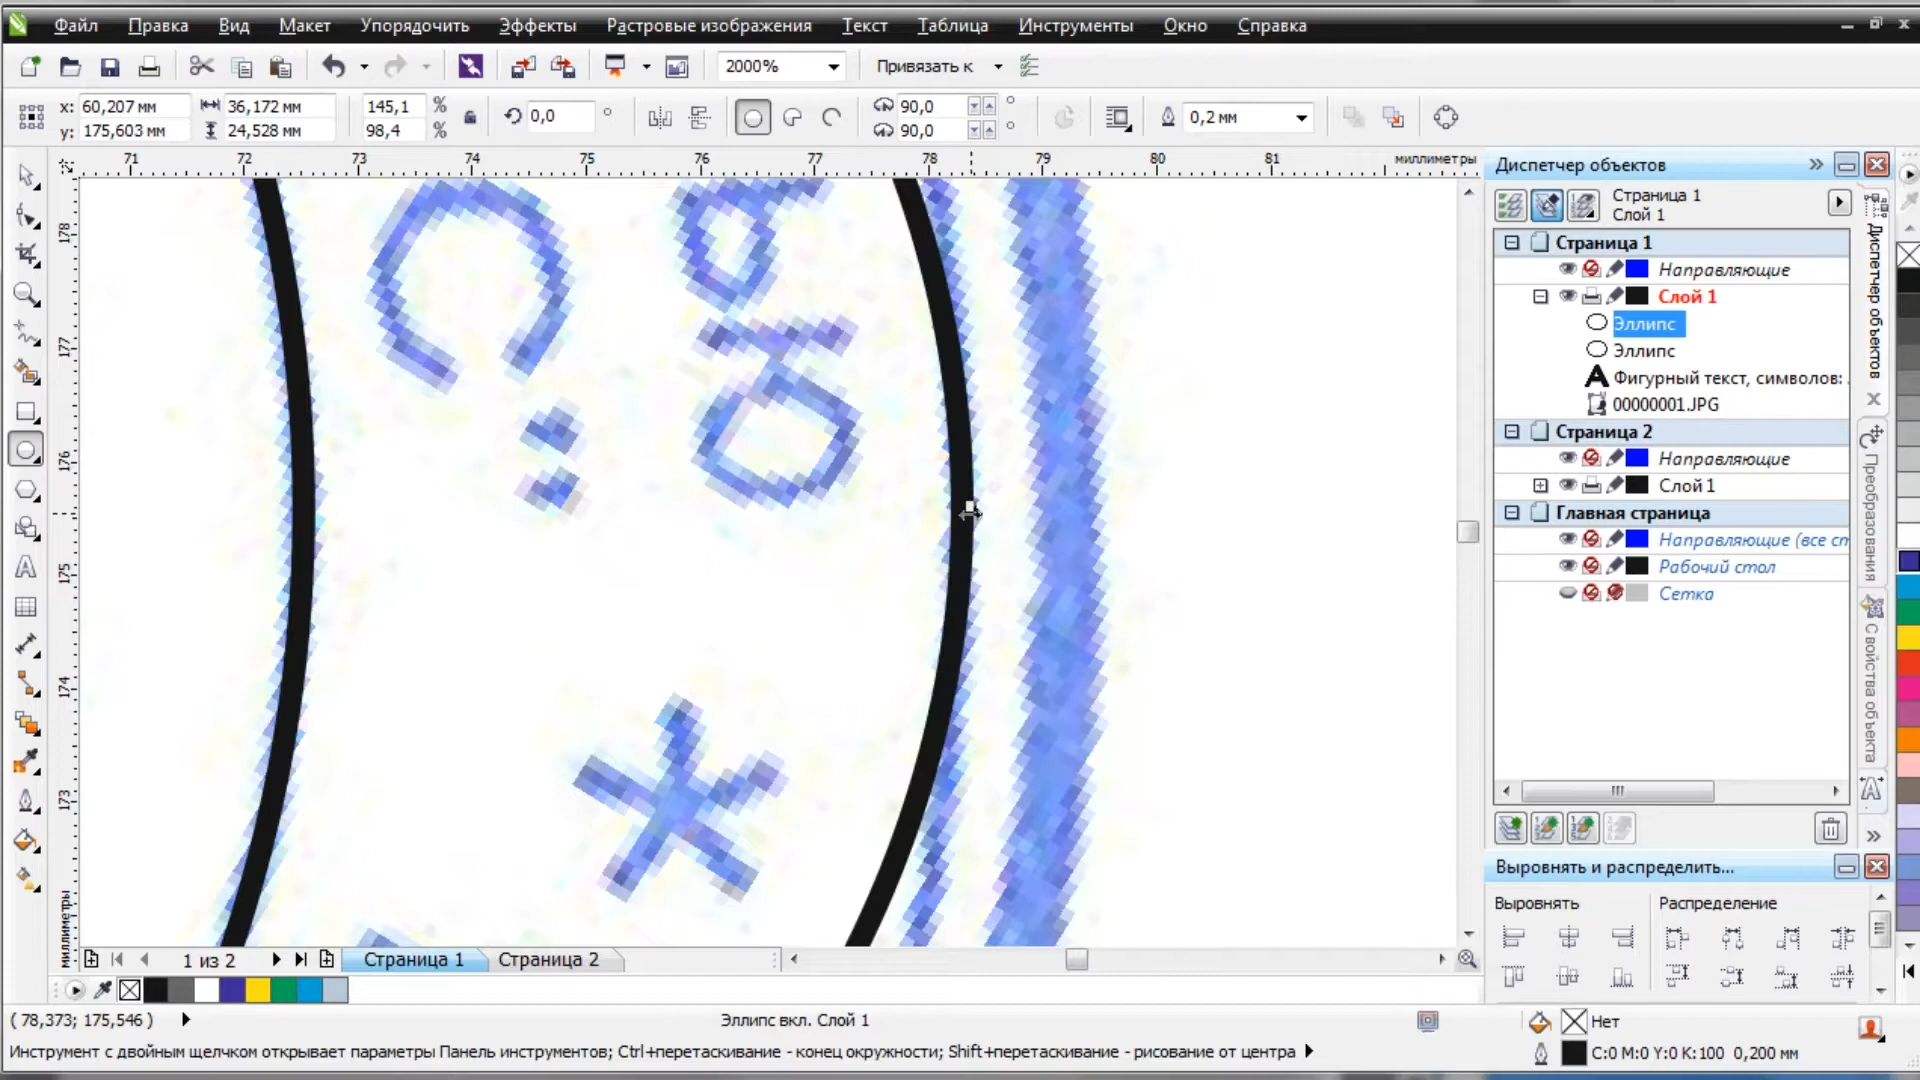 Файл Правка Вид Макет Упорядочить Эффекты Растровые изображения Текст Таблица Инструменты Окно Справка
2000% Привязать к
x: 60,207 мм 36,172 мм 145,1 % 0,0 ° 90,0 ° 0,2 мм
y: 175,603 мм 24,528 мм 98,4 % 90,0 °
71 72 73 74 75 76 77 78 79 80 81 миллиметры
178
177
176
175
174
173
миллиметры
Диспетчер объектов
Страница 1
Слой 1
Страница 1
Направляющие
Слой 1
Эллипс
Эллипс
Фигурный текст, символов:
00000001.JPG
Страница 2
Направляющие
Слой 1
Главная страница
Направляющие (все ст
Рабочий стол
Сетка
Диспетчер объектов
Преобразования
Свойства объекта
Выровнять и распределить...
Выровнять Распределение
1 из 2 Страница 1 Страница 2
( 78,373; 175,546 ) Эллипс вкл. Слой 1 Нет
Инструмент с двойным щелчком открывает параметры Панель инструментов; Ctrl+перетаскивание - конец окружности; Shift+перетаскивание - рисование от центра C:0 M:0 Y:0 K:100 0,200 мм